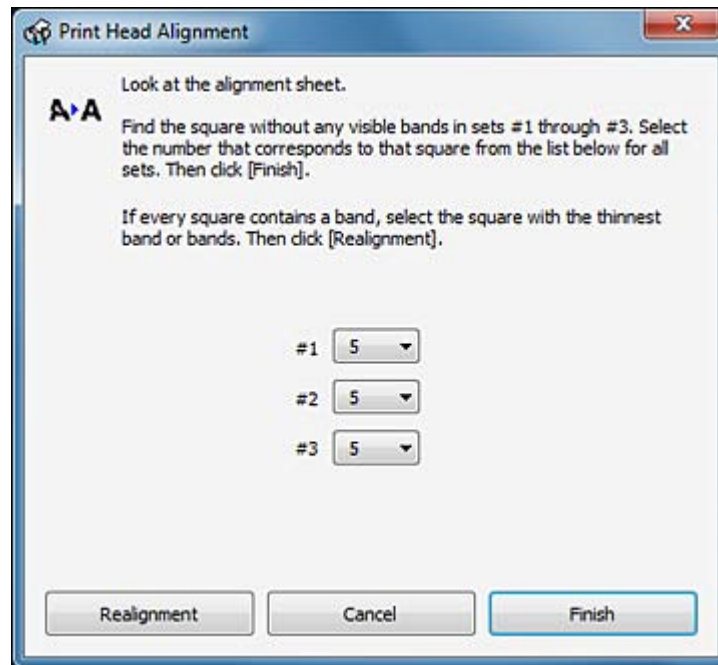 Print Head Alignment
Look at the alignment sheet.
A A
Find the square without any visible bands in sets #1 through #3. Select
the number that corresponds to that square from the list below for all
sets. Then click [Finish].
If every square contains a band, select the square with the thinnest
band or bands. Then click [Realignment].
#1 5
#2 5
#3 5
Realignment Cancel Finish